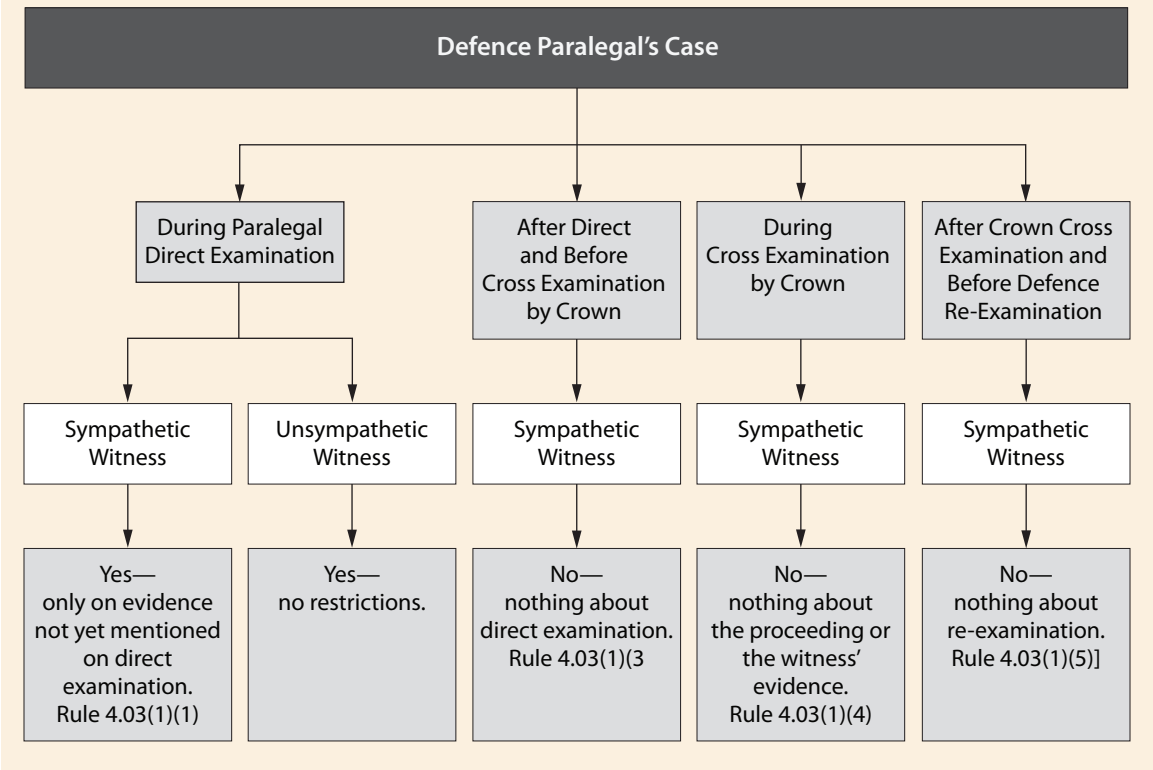 Defence Paralegal's Case
During Paralegal
Direct Examination
After Direct
and Before
Cross Examination
by Crown
During
Cross Examination
by Crown
After Crown Cross
Examination and
Before Defence
Re-Examination
Sympathetic
Witness
Unsympathetic
Witness
Sympathetic
Witness
Sympathetic
Witness
Sympathetic
Witness
Yes—
only on evidence
not yet mentioned
on direct
examination.
Rule 4.03(1)(1)
Yes—
no restrictions.
No—
nothing about
direct examination.
Rule 4.03(1)(3
No—
nothing about
the proceeding or
the witness'
evidence.
Rule 4.03(1)(4)
No—
nothing about
re-examination.
Rule 4.03(1)(5)]